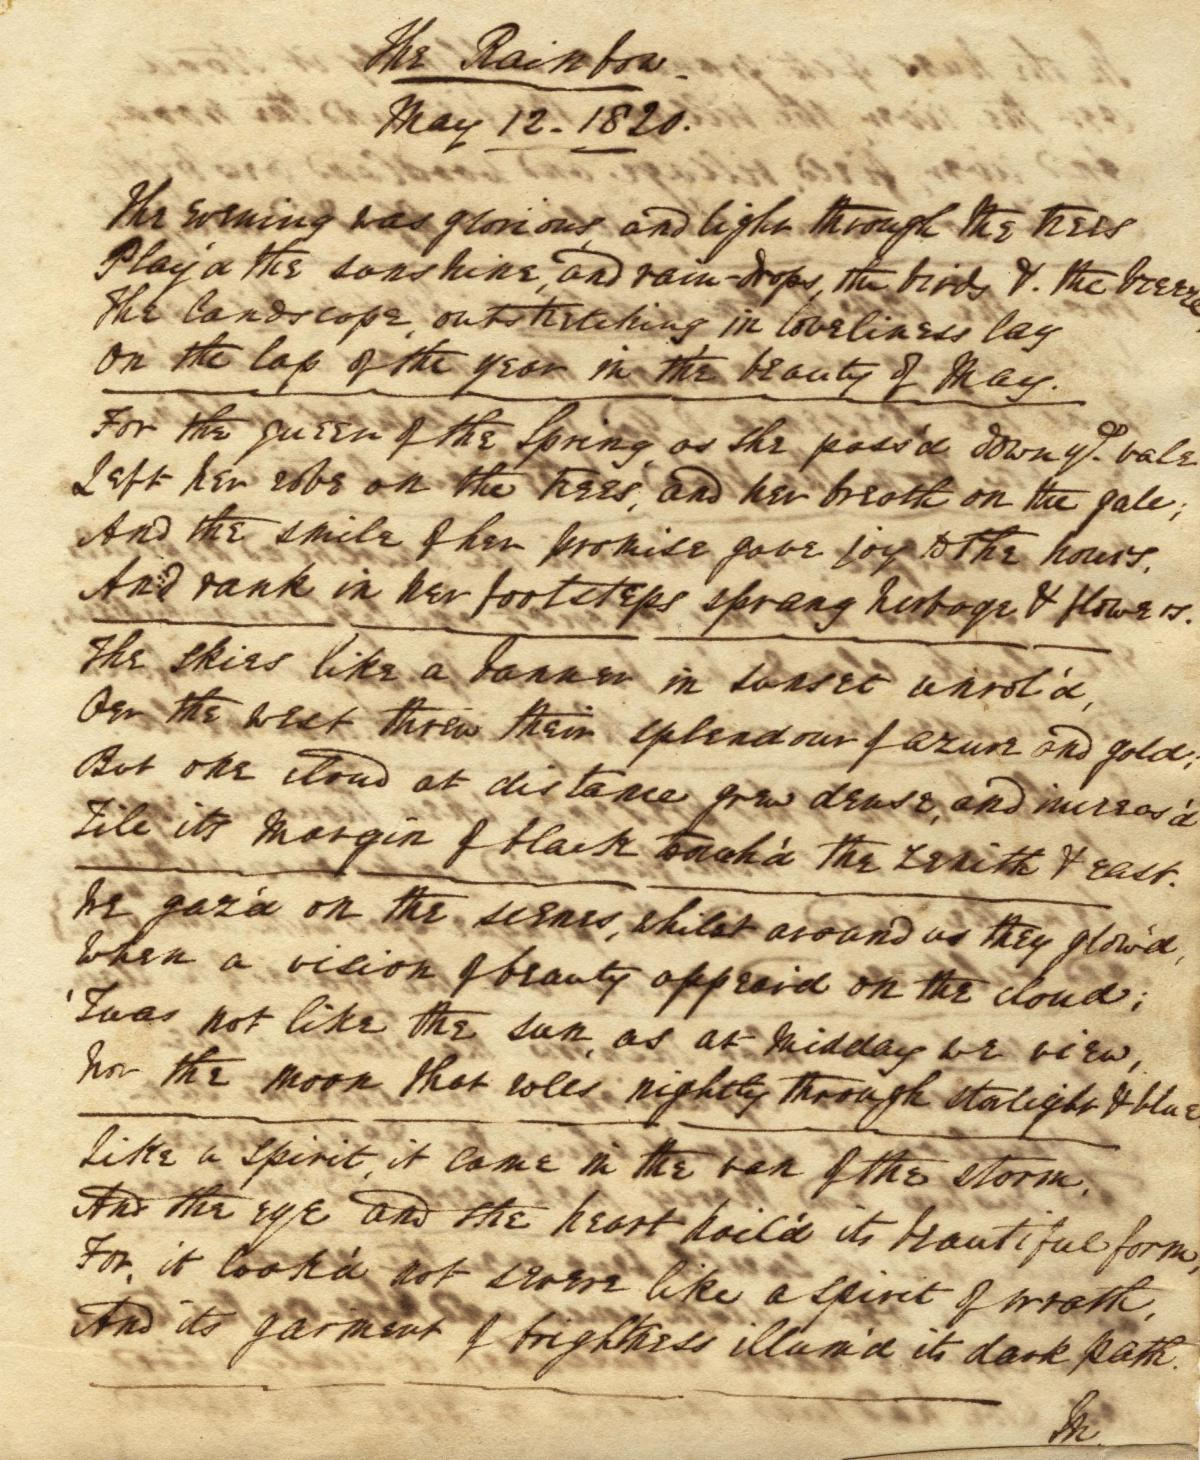 The Rainbow.
May 12. 1820.
The evening was glorious, and light through the trees
Play'd the sunshine, and rain-drops, the birds & the breeze,
The landscape, outstretching, in loveliness lay
On the lap of the year in the beauty of May.
For the queen of the Spring, as she pass'd down ye. vale
Left her robe on the trees, and her breath on the gale;
And the smile of her promise gave joy to the hours,
And rank in her footsteps sprang herbage & flowers.
The skies like a banner in sunset unrol'd,
Oer the west threw their splendour of azure and gold;
But one cloud at distance grew dense, and increas'd
Till its margin of black touch'd the zenith & east.
We gaz'd on the scenes, whilst around us they glow'd,
When a vision of beauty appear'd on the cloud;
'Twas not like the sun, as at midday we view,
Nor the moon that roles nightly through starlight & blue
Like a spirit, it came in the van of the storm,
And the eye and the heart hail'd its beautiful form,
For, it look'd not severe like a spirit of wrath,
And its garment of brightness illum'd its dark path.